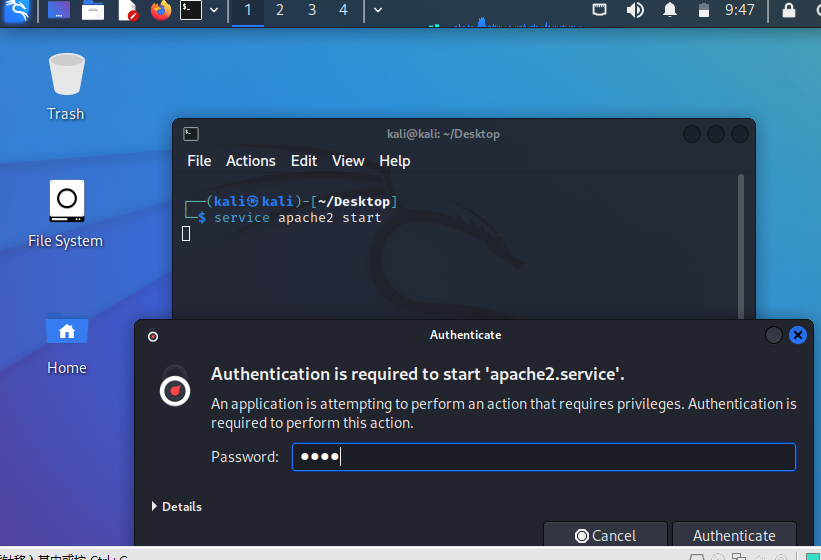 1 2 3 4 9:47
Trash
kali@kali: ~/Desktop
File Actions Edit View Help
┌──(kali㉿kali)-[~/Desktop]
└─$ service apache2 start
File System
Authenticate
Authentication is required to start 'apache2.service'.
Home
An application is attempting to perform an action that requires privileges. Authentication is
required to perform this action.
Password: ●●●●
Details
Cancel Authenticate